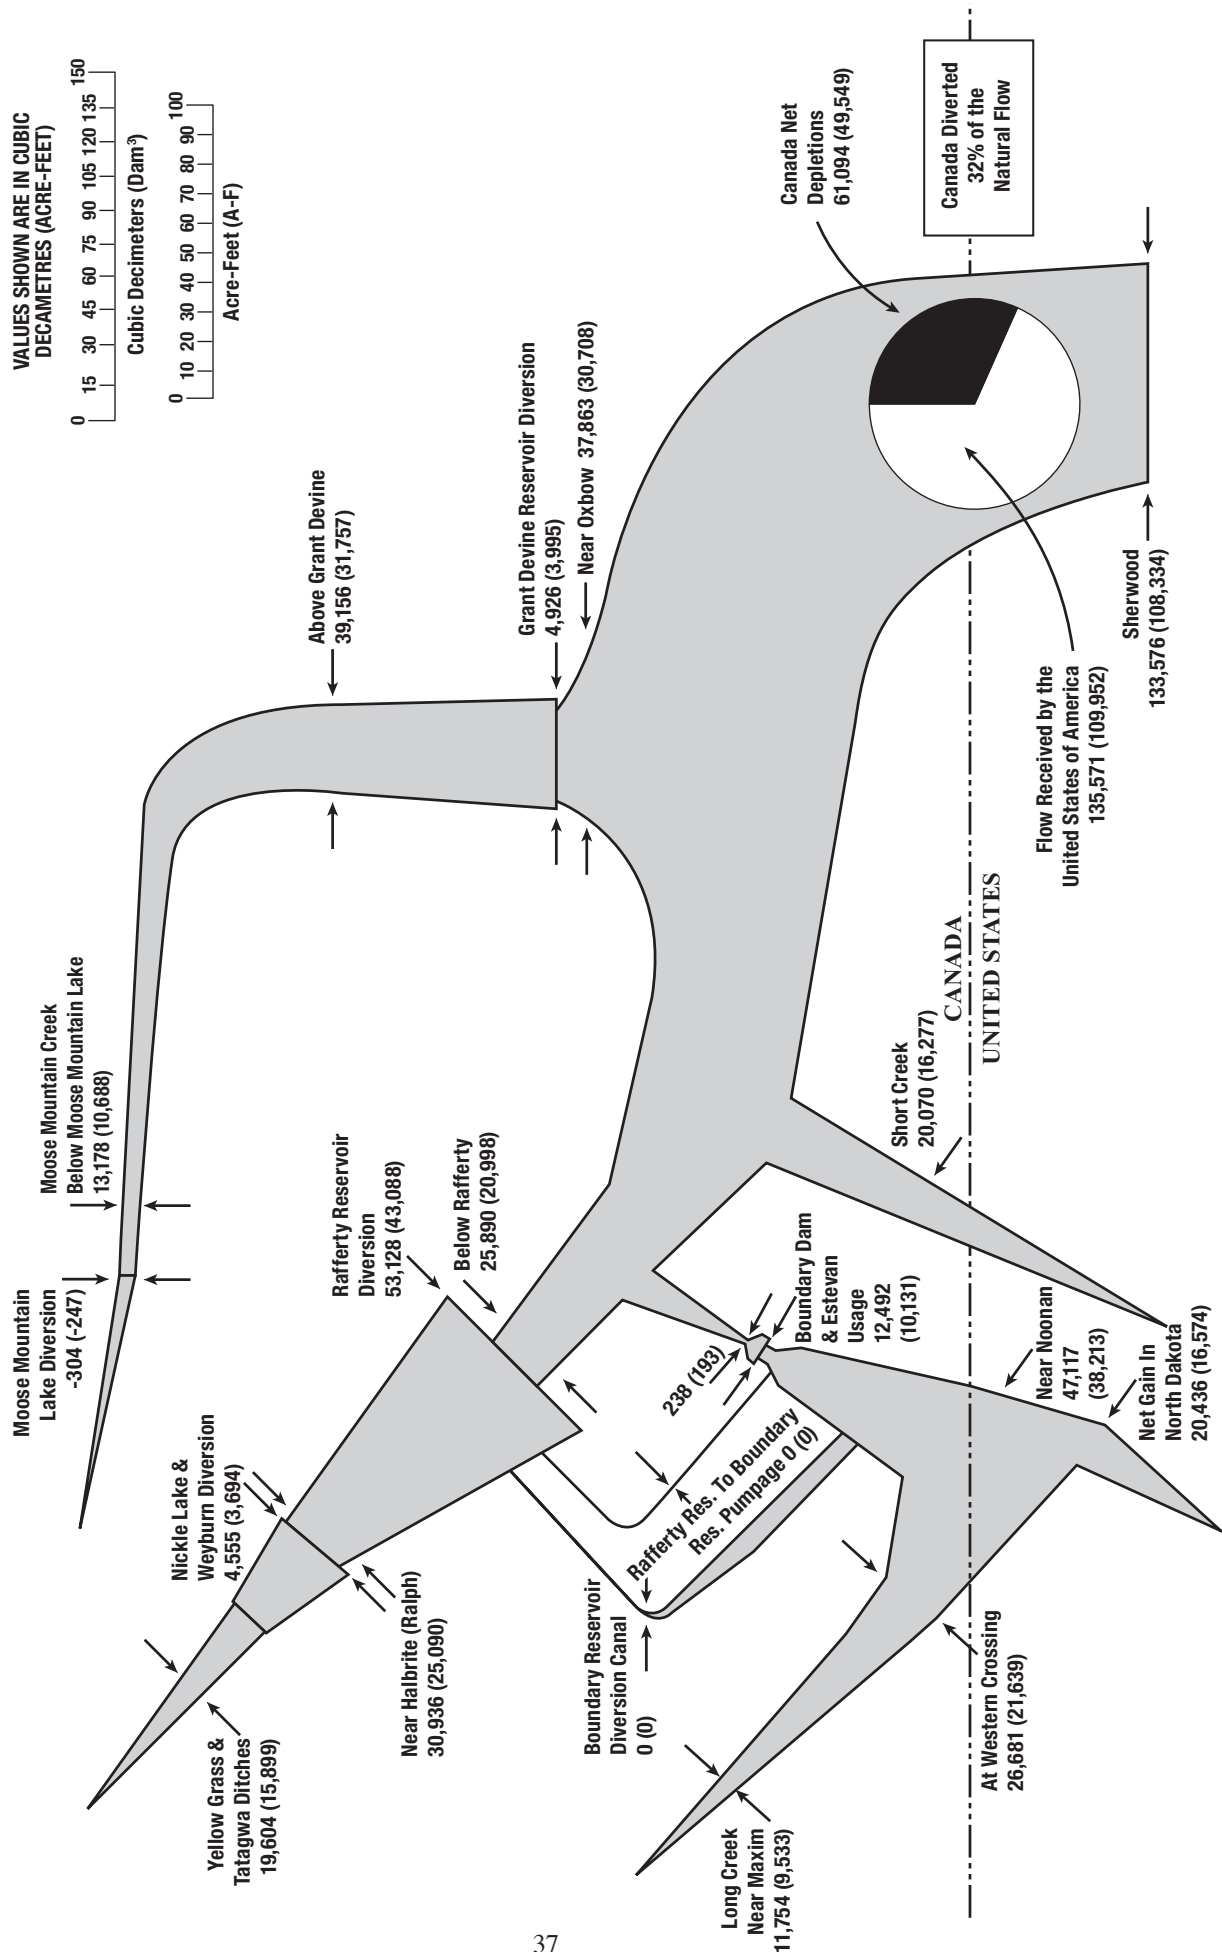 VALUES SHOWN ARE IN CUBIC
DECAMETRES (ACRE-FEET)
0 15 30 45 60 75 90 105 120 135 150
Cubic Decimeters (Dam³)
0 10 20 30 40 50 60 70 80 90 100
Acre-Feet (A-F)
Moose Mountain
Lake Diversion
-304 (-247)
Moose Mountain Creek
Below Moose Mountain Lake
13,178 (10,688)
Above Grant Devine
39,156 (31,757)
Grant Devine Reservoir Diversion
4,926 (3,995)
Near Oxbow 37,863 (30,708)
Canada Net
Depletions
61,094 (49,549)
Canada Diverted
32% of the
Natural Flow
Nickle Lake &
Weyburn Diversion
4,555 (3,694)
Rafferty Reservoir
Diversion
53,128 (43,088)
Below Rafferty
25,890 (20,998)
Yellow Grass &
Tatagwa Ditches
19,604 (15,899)
Near Halbrite (Ralph)
30,936 (25,090)
Boundary Reservoir
Diversion Canal
0 (0)
Rafferty Res. To Boundary
Res. Pumpage 0 (0)
238 (193)
Boundary Dam
& Estevan
Usage
12,492
(10,131)
Short Creek
20,070 (16,277)
CANADA
UNITED STATES
Flow Received by the
United States of America
135,571 (109,952)
Sherwood
133,576 (108,334)
Long Creek
Near Maxim
11,754 (9,533)
At Western Crossing
26,681 (21,639)
Near Noonan
47,117
(38,213)
Net Gain In
North Dakota
20,436 (16,574)
37